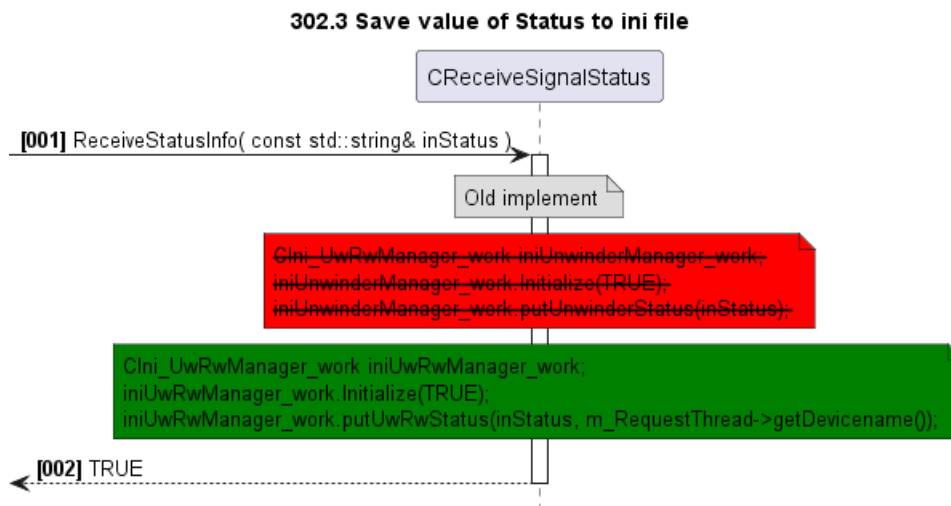 302.3 Save value of Status to ini file
CReceiveSignalStatus
[001] ReceiveStatusInfo( const std::string& inStatus )
Old implement
CIni_UwRwManager_work iniUnwinderManager_work;
iniUnwinderManager_work.Initialize(TRUE);
iniUnwinderManager_work.putUnwinderStatus(inStatus);
CIni_UwRwManager_work iniUwRwManager_work;
iniUwRwManager_work.Initialize(TRUE);
iniUwRwManager_work.putUwRwStatus(inStatus, m_RequestThread->getDevicename());
[002] TRUE